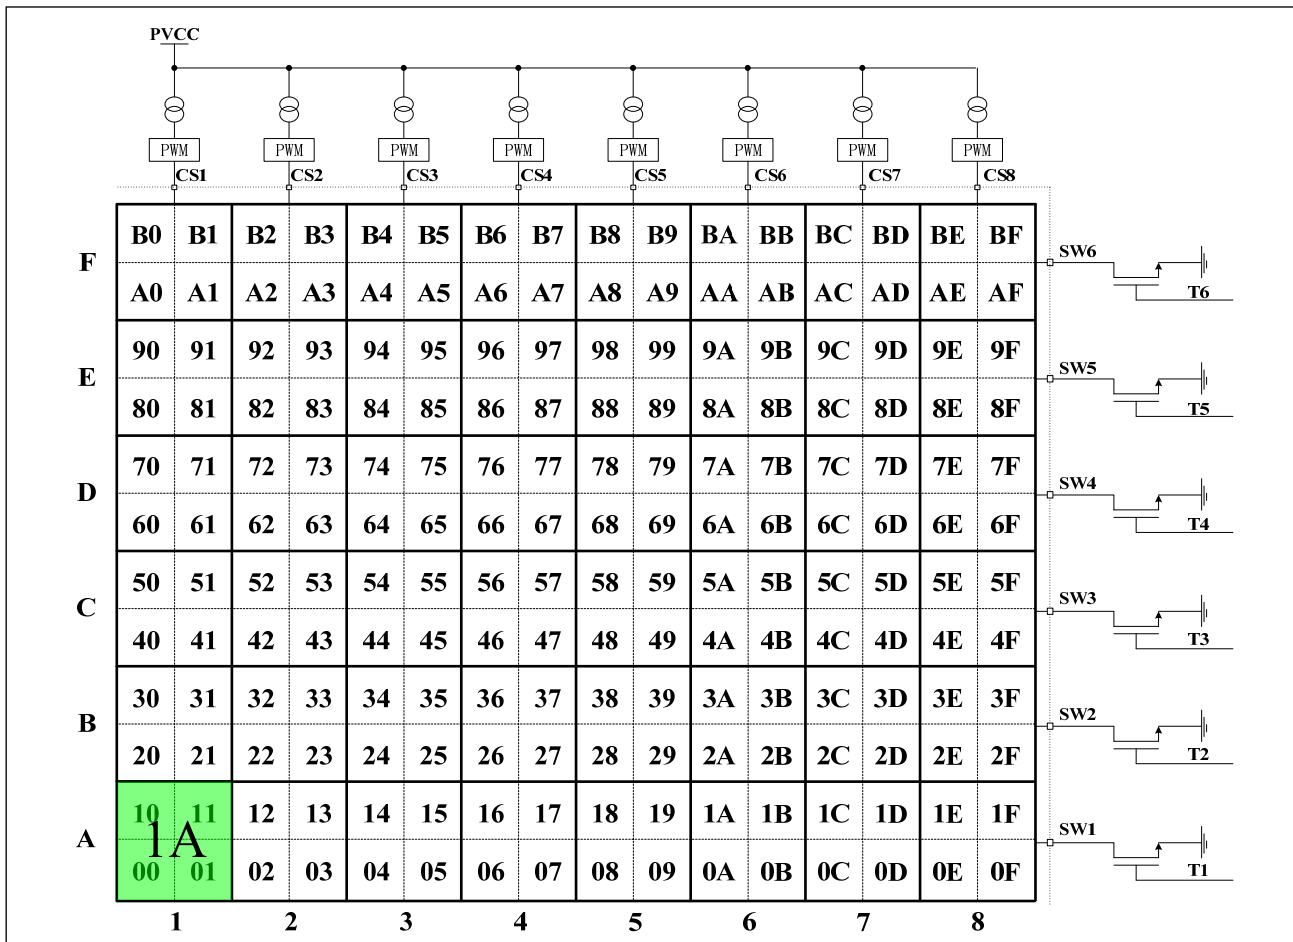 PVCC
PWM PWM PWM PWM PWM PWM PWM PWM
CS1 CS2 CS3 CS4 CS5 CS6 CS7 CS8
B0 B1 B2 B3 B4 B5 B6 B7 B8 B9 BA BB BC BD BE BF
F SW6
A0 A1 A2 A3 A4 A5 A6 A7 A8 A9 AA AB AC AD AE AF T6
90 91 92 93 94 95 96 97 98 99 9A 9B 9C 9D 9E 9F
E SW5
80 81 82 83 84 85 86 87 88 89 8A 8B 8C 8D 8E 8F T5
70 71 72 73 74 75 76 77 78 79 7A 7B 7C 7D 7E 7F
D SW4
60 61 62 63 64 65 66 67 68 69 6A 6B 6C 6D 6E 6F T4
50 51 52 53 54 55 56 57 58 59 5A 5B 5C 5D 5E 5F
C SW3
40 41 42 43 44 45 46 47 48 49 4A 4B 4C 4D 4E 4F T3
30 31 32 33 34 35 36 37 38 39 3A 3B 3C 3D 3E 3F
B SW2
20 21 22 23 24 25 26 27 28 29 2A 2B 2C 2D 2E 2F T2
10 11 12 13 14 15 16 17 18 19 1A 1B 1C 1D 1E 1F
A 1A SW1
00 01 02 03 04 05 06 07 08 09 0A 0B 0C 0D 0E 0F T1
1 2 3 4 5 6 7 8